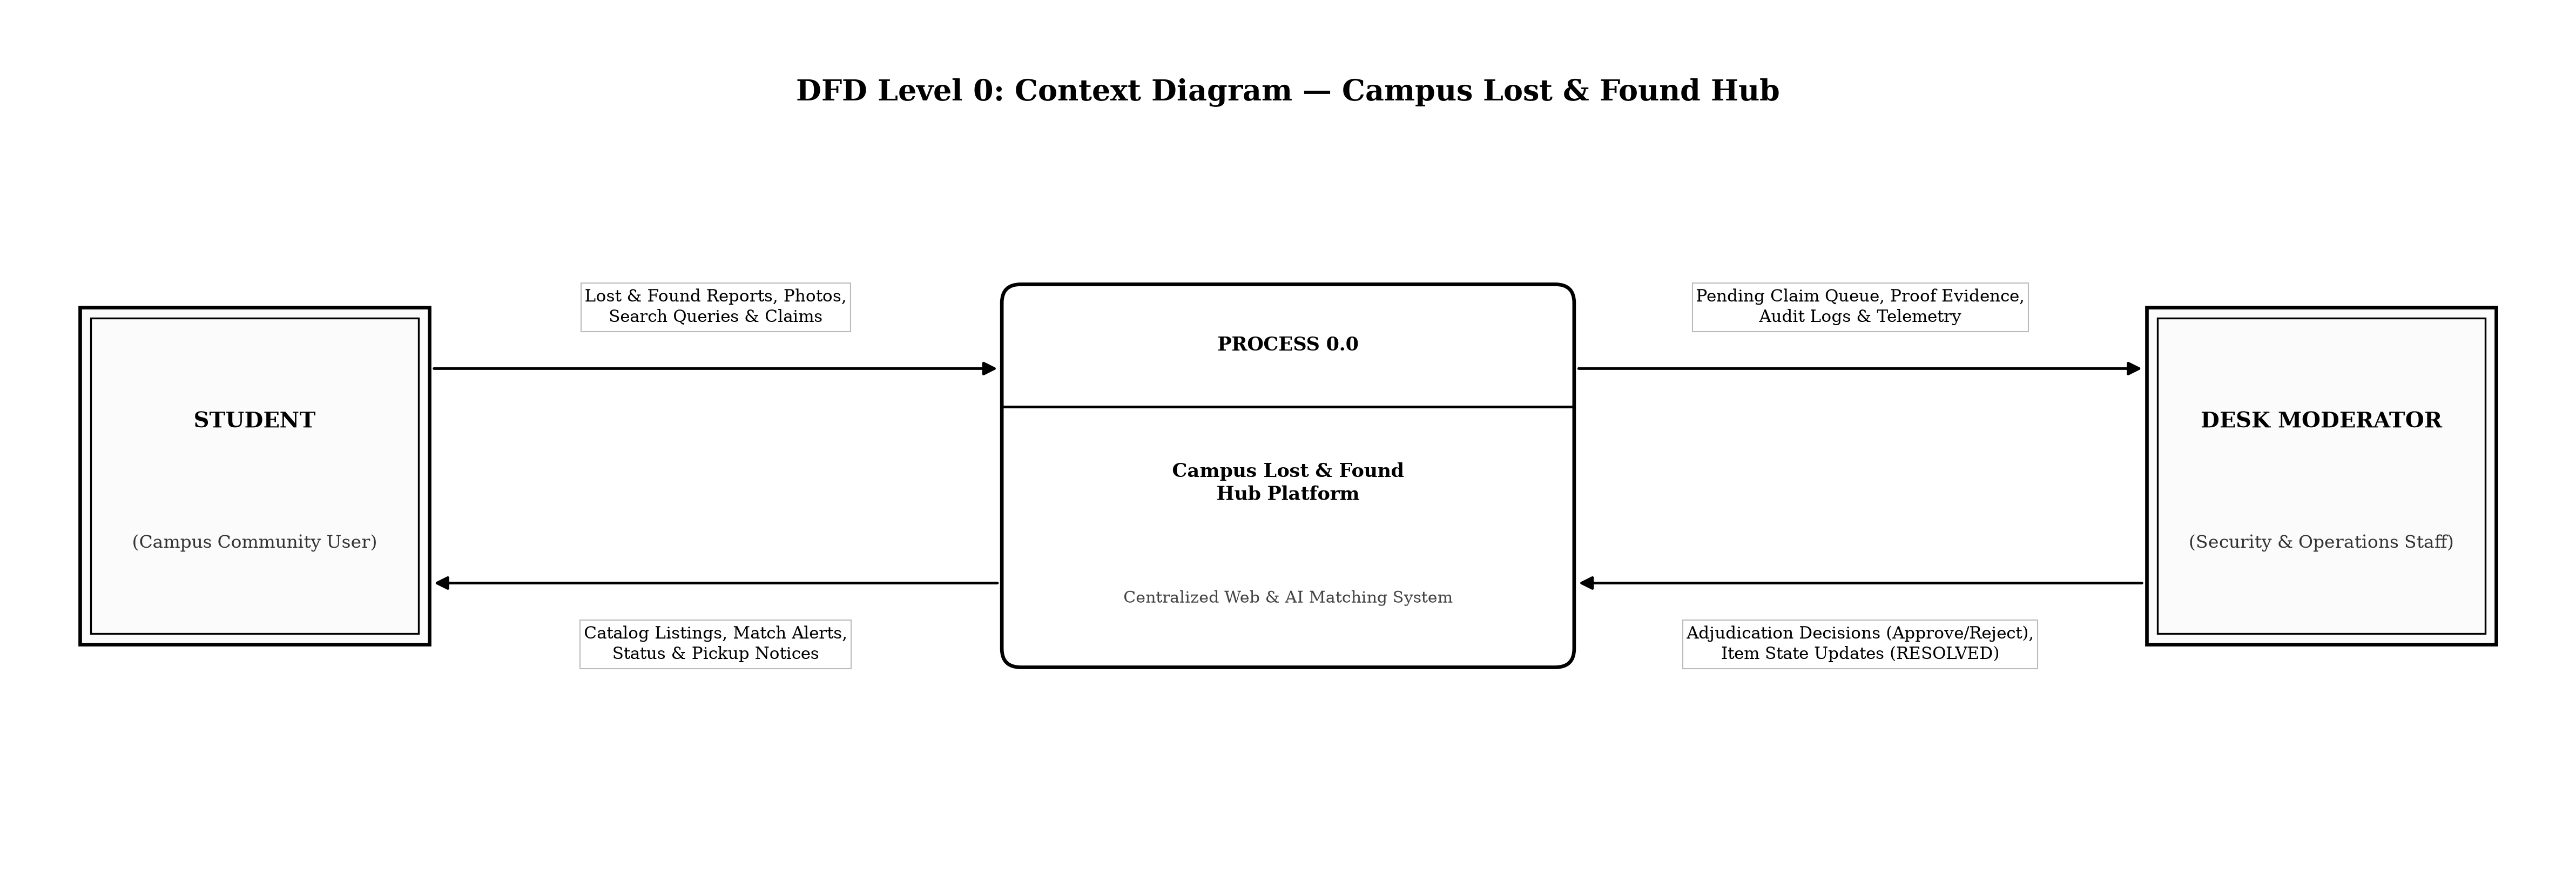 DFD Level 0: Context Diagram — Campus Lost & Found Hub
STUDENT
(Campus Community User)
Lost & Found Reports, Photos,
Search Queries & Claims
Catalog Listings, Match Alerts,
Status & Pickup Notices
PROCESS 0.0
Campus Lost & Found
Hub Platform
Centralized Web & AI Matching System
Pending Claim Queue, Proof Evidence,
Audit Logs & Telemetry
Adjudication Decisions (Approve/Reject),
Item State Updates (RESOLVED)
DESK MODERATOR
(Security & Operations Staff)